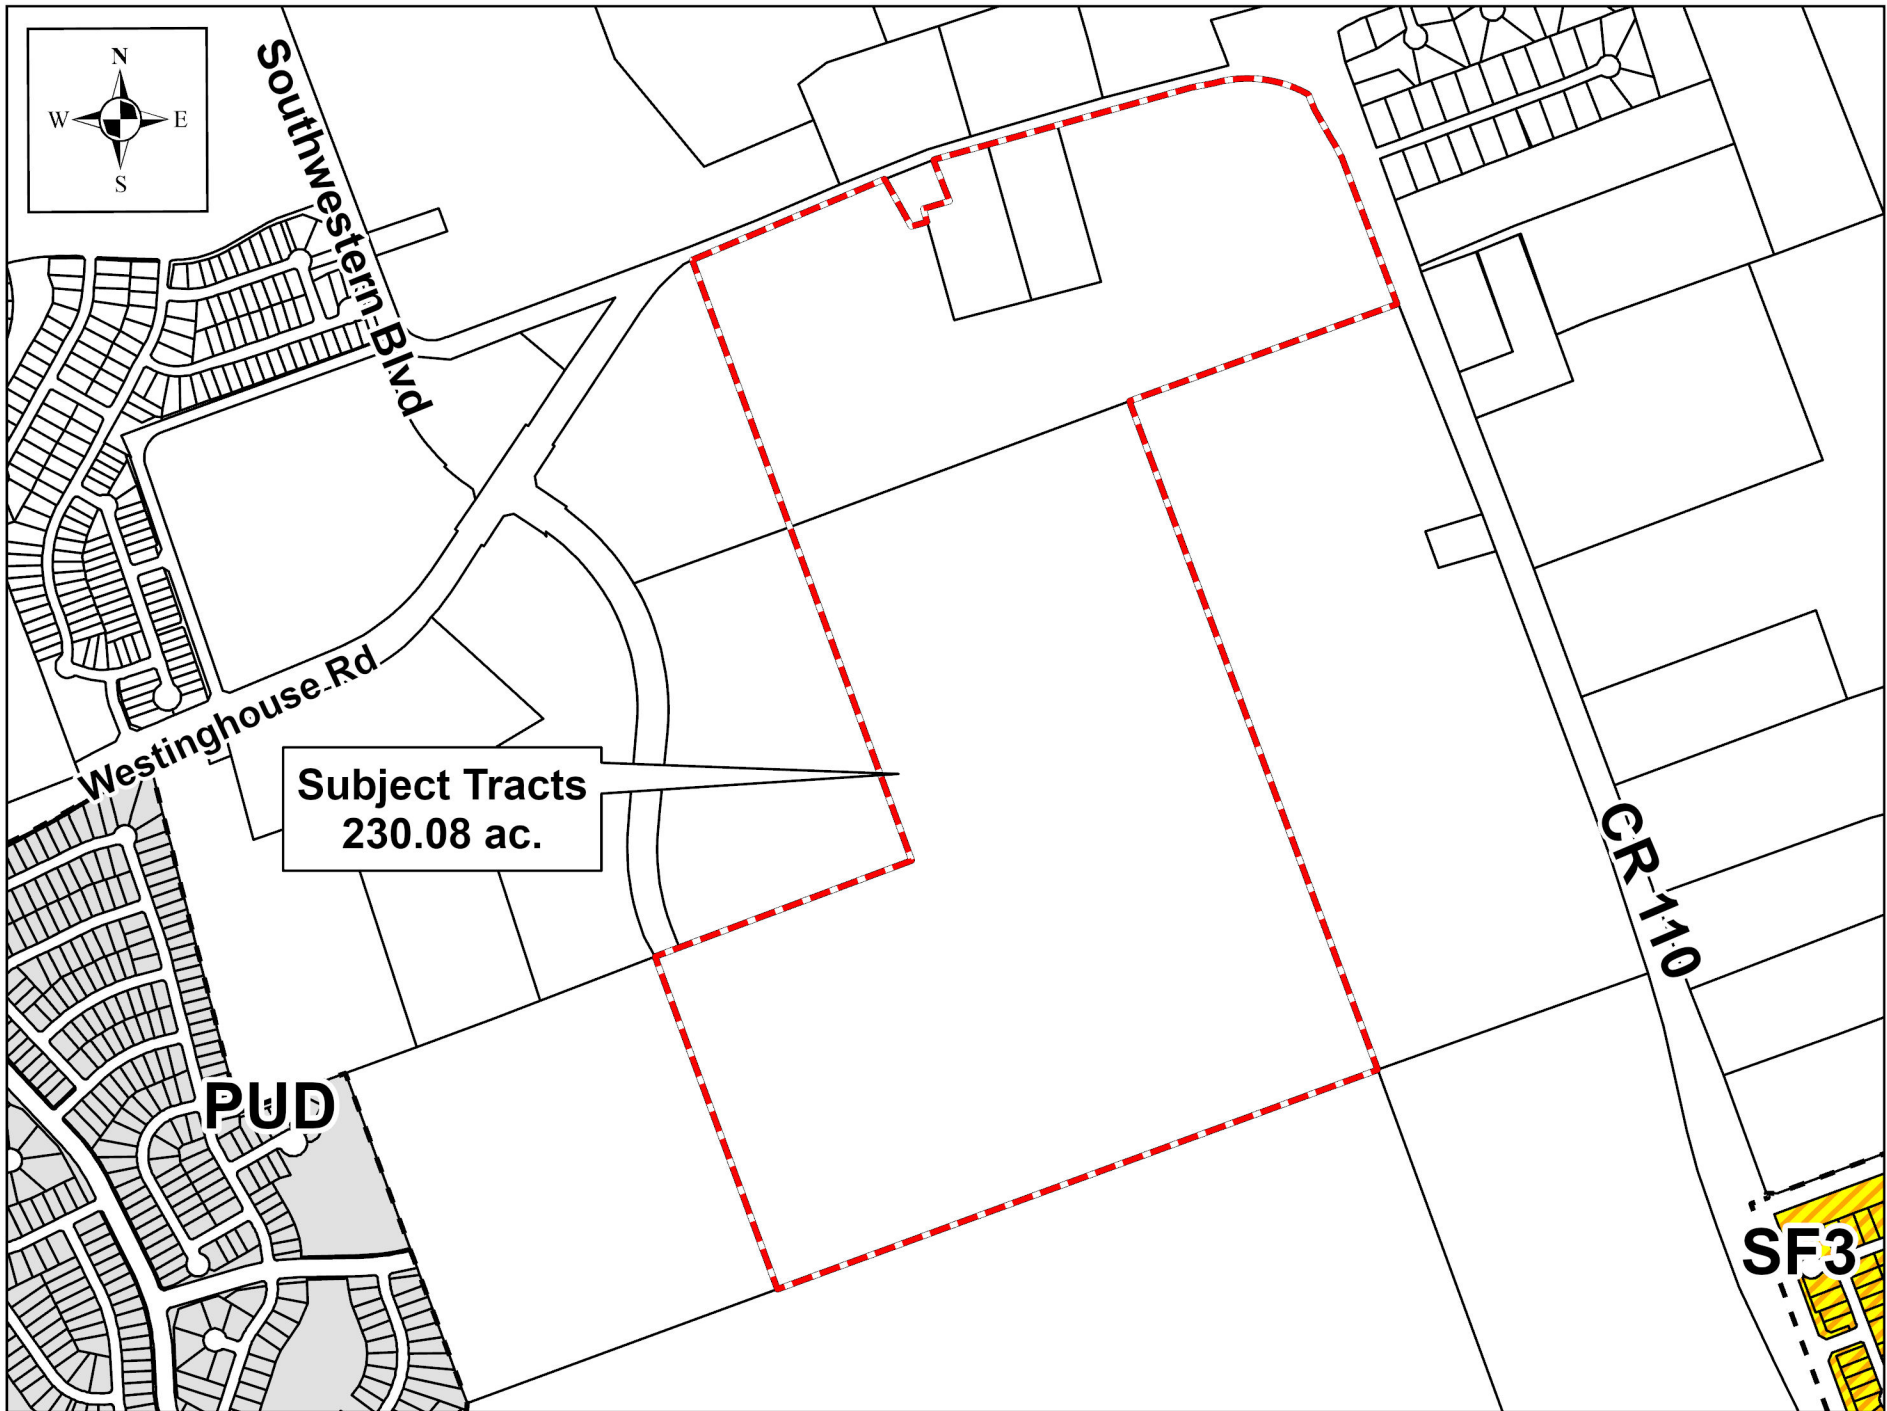 N
W E
S
Southwestern Blvd
Westinghouse Rd
Subject Tracts
230.08 ac.
CR 110
PUD
SF3